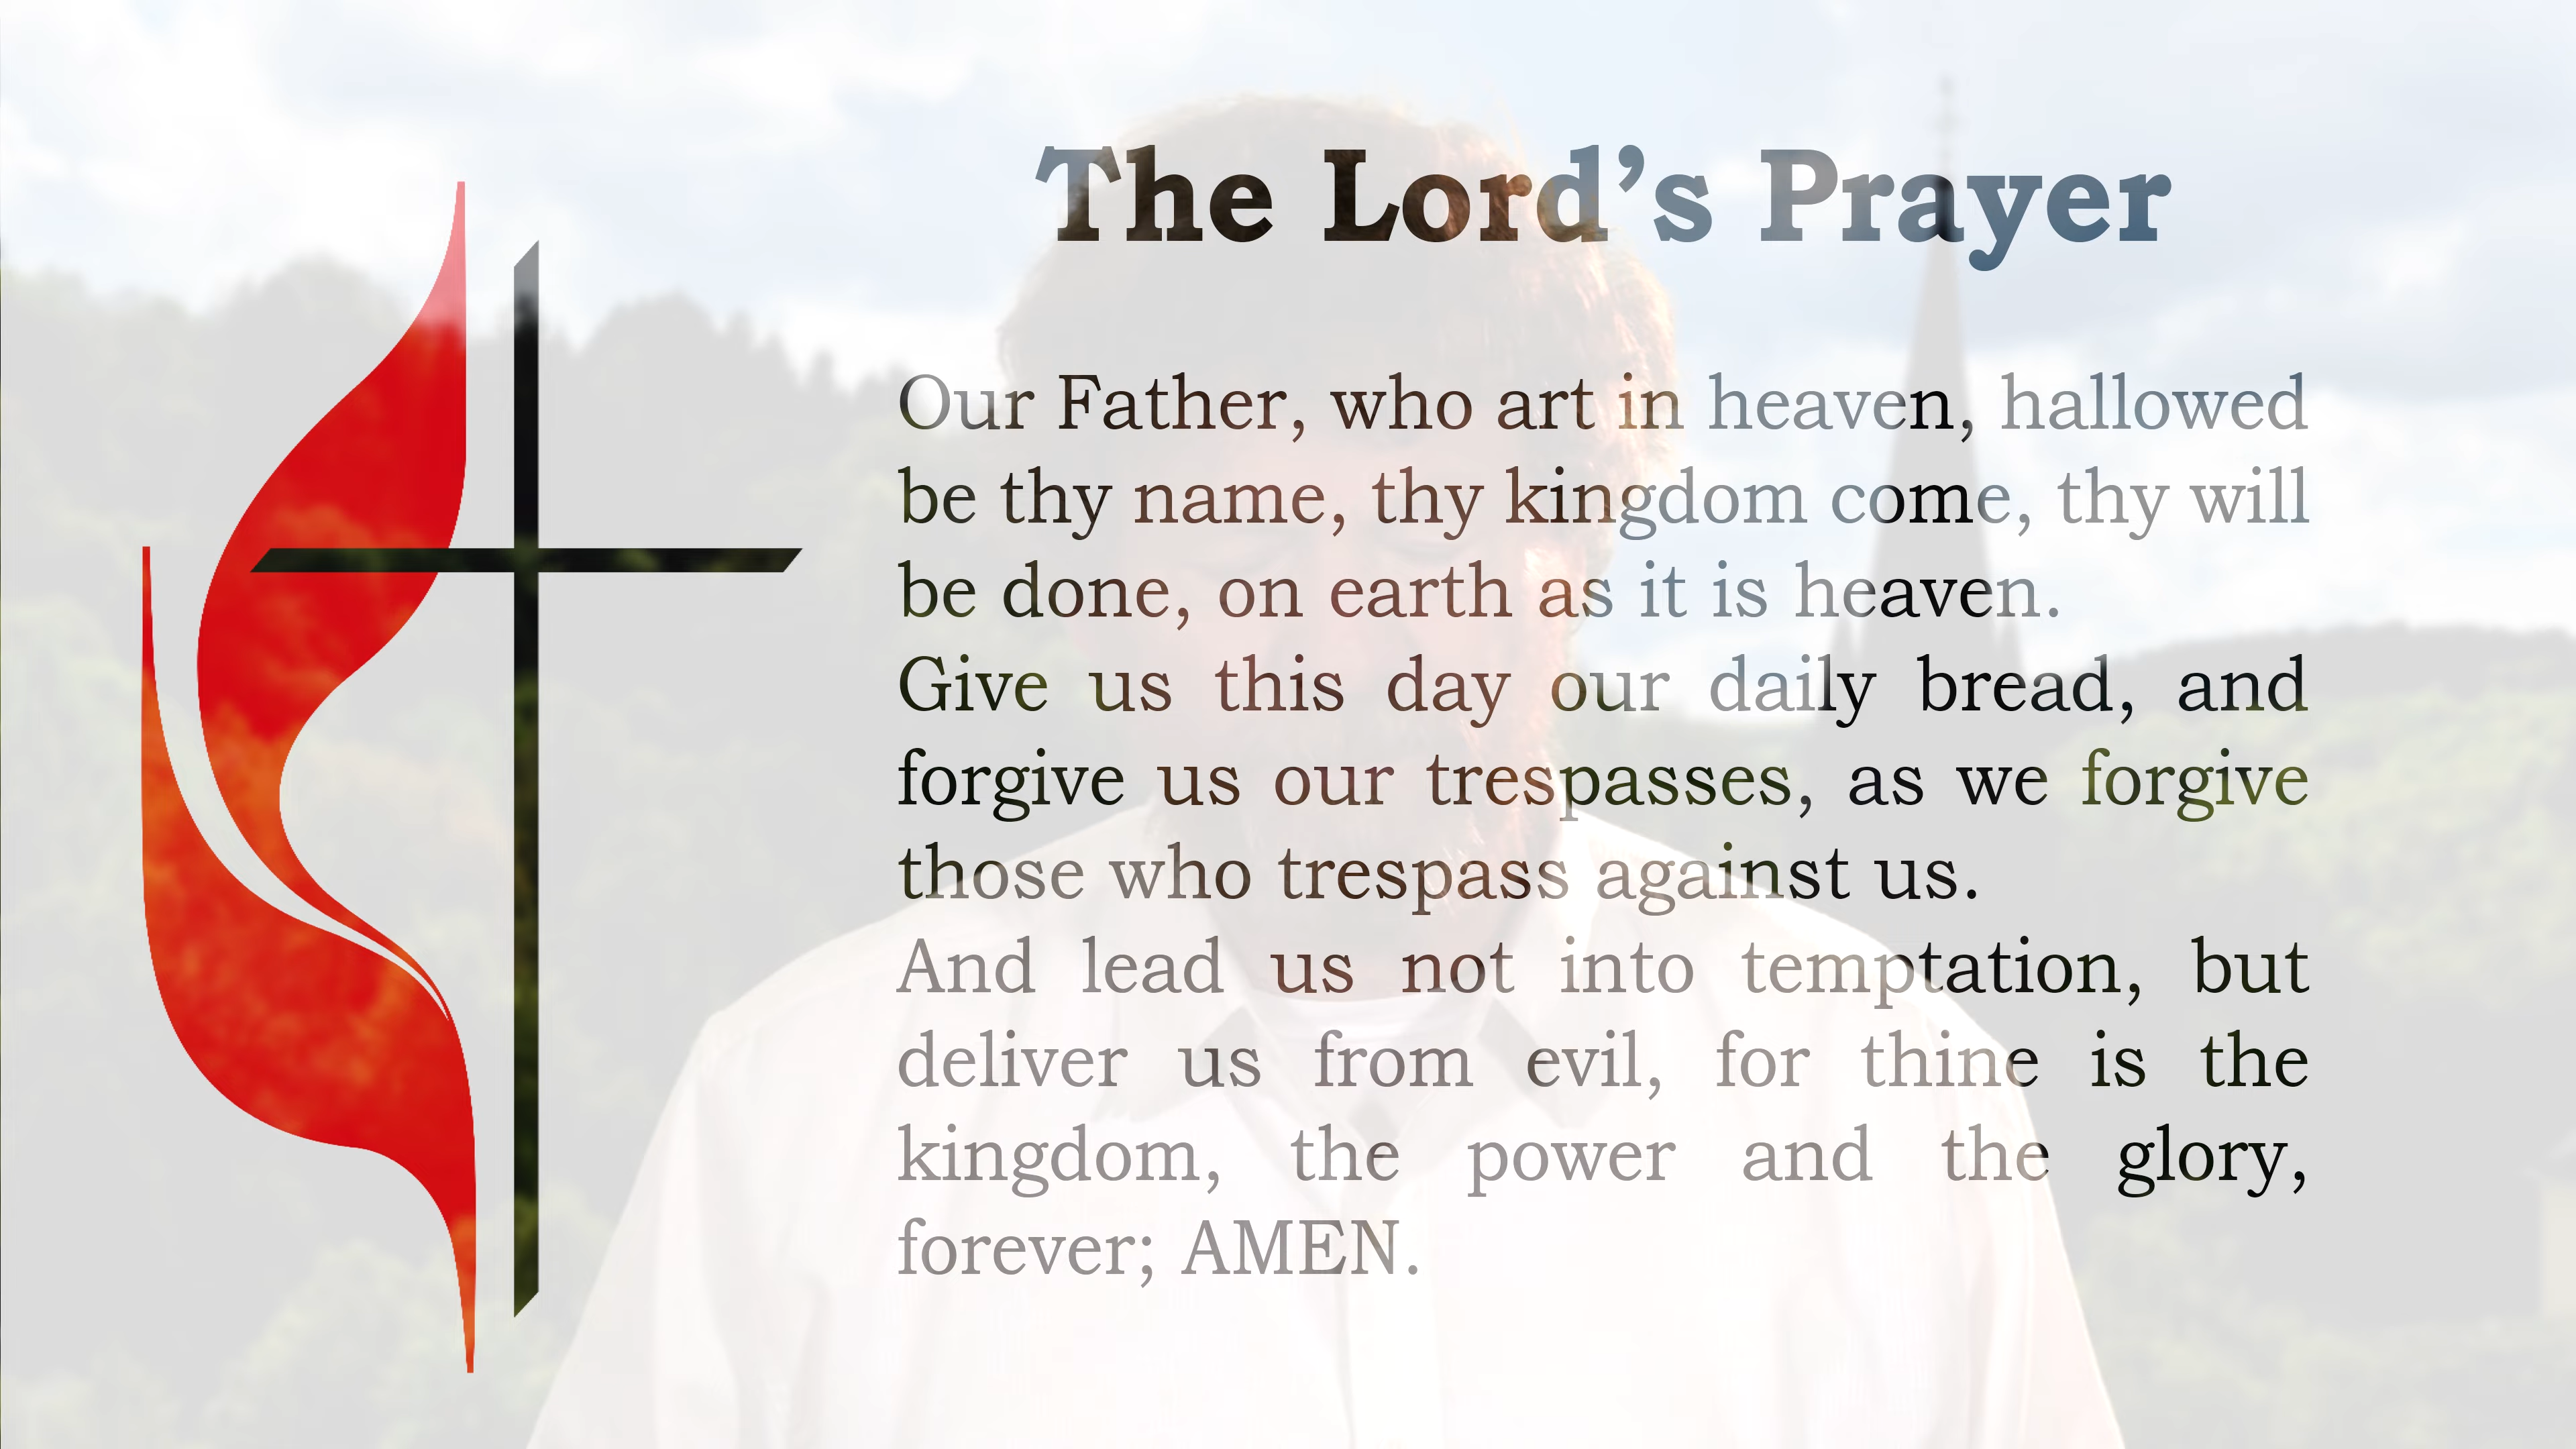 The Lord’s Prayer
Our Father, who art in heaven, hallowed
be thy name, thy kingdom come, thy will
be done, on earth as it is heaven.
Give us this day our daily bread, and
forgive us our trespasses, as we forgive
those who trespass against us.
And lead us not into temptation, but
deliver us from evil, for thine is the
kingdom, the power and the glory,
forever; AMEN.